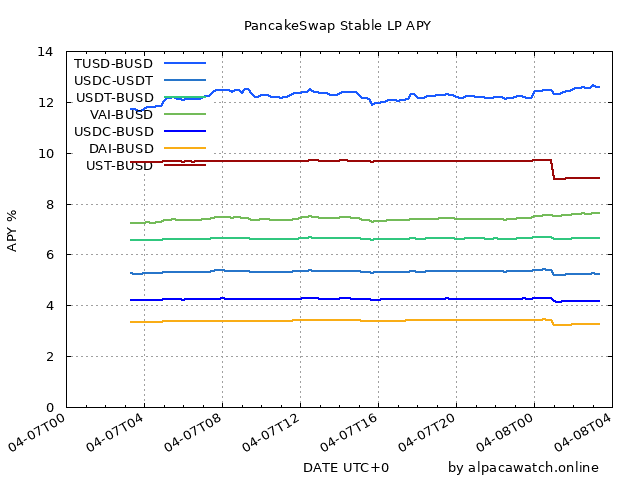 PancakeSwap Stable LP APY
14
12
10
8
6
4
2
0
APY %
TUSD-BUSD
USDC-USDT
USDT-BUSD
VAI-BUSD
USDC-BUSD
DAI-BUSD
UST-BUSD
04-07T00
04-07T04
04-07T08
04-07T12
04-07T16
04-07T20
04-08T00
04-08T04
DATE UTC+0
by alpacawatch.online